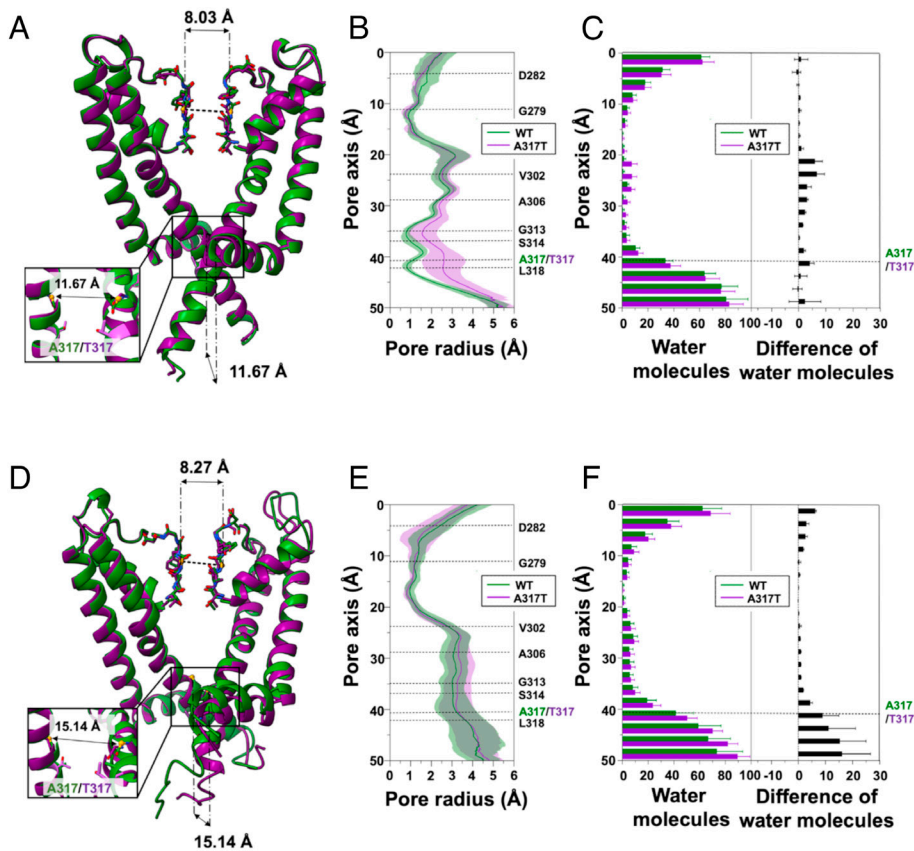 A
8.03 Å
11.67 Å
A317/T317
11.67 Å
B
0
10
20
30
40
50
Pore axis (Å)
D282
G279
WT
A317T
V302
A306
G313
S314
A317/T317
L318
0 1 2 3 4 5 6
Pore radius (Å)
C
0
10
20
30
40
50
Pore axis (Å)
WT
A317T
A317
/T317
0 20 40 60 80 100 -10 0 10 20 30
Water molecules
Difference of water molecules
D
8.27 Å
15.14 Å
A317/T317
15.14 Å
E
0
10
20
30
40
50
Pore axis (Å)
D282
G279
WT
A317T
V302
A306
G313
S314
A317/T317
L318
0 1 2 3 4 5 6
Pore radius (Å)
F
0
10
20
30
40
50
Pore axis (Å)
WT
A317T
A317
/T317
0 20 40 60 80 100 -10 0 10 20 30
Water molecules
Difference of water molecules